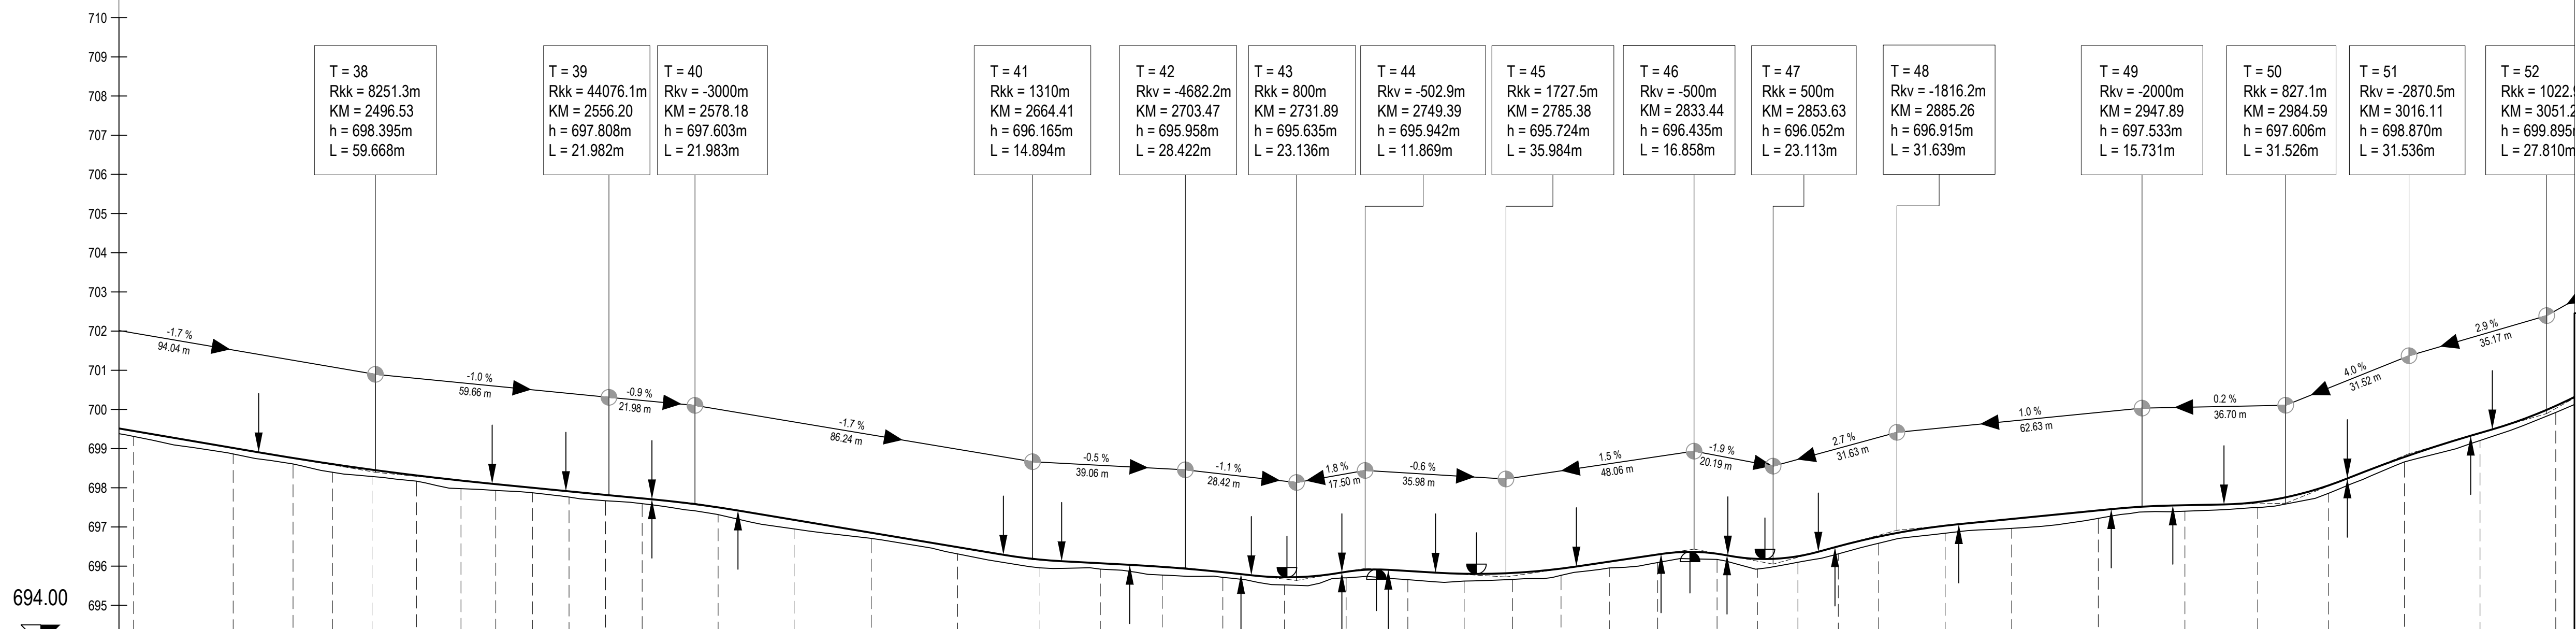 710
709
708
707
706
705
704
703
702
701
700
699
698
697
696
695
694.00
T = 38
Rkk = 8251.3m
KM = 2496.53
h = 698.395m
L = 59.668m
T = 39
Rkk = 44076.1m
KM = 2556.20
h = 697.808m
L = 21.982m
T = 40
Rkv = -3000m
KM = 2578.18
h = 697.603m
L = 21.983m
T = 41
Rkk = 1310m
KM = 2664.41
h = 696.165m
L = 14.894m
T = 42
Rkv = -4682.2m
KM = 2703.47
h = 695.958m
L = 28.422m
T = 43
Rkk = 800m
KM = 2731.89
h = 695.635m
L = 23.136m
T = 44
Rkv = -502.9m
KM = 2749.39
h = 695.942m
L = 11.869m
T = 45
Rkk = 1727.5m
KM = 2785.38
h = 695.724m
L = 35.984m
T = 46
Rkv = -500m
KM = 2833.44
h = 696.435m
L = 16.858m
T = 47
Rkk = 500m
KM = 2853.63
h = 696.052m
L = 23.113m
T = 48
Rkv = -1816.2m
KM = 2885.26
h = 696.915m
L = 31.639m
T = 49
Rkv = -2000m
KM = 2947.89
h = 697.533m
L = 15.731m
T = 50
Rkk = 827.1m
KM = 2984.59
h = 697.606m
L = 31.526m
T = 51
Rkv = -2870.5m
KM = 3016.11
h = 698.870m
L = 31.536m
T = 52
Rkk = 1022.
KM = 3051.2
h = 699.895m
L = 27.810m
-1.7 %
94.04 m
-1.0 %
59.66 m
-0.9 %
21.98 m
-1.7 %
86.24 m
-0.5 %
39.06 m
-1.1 %
28.42 m
1.8 %
17.50 m
-0.6 %
35.98 m
1.5 %
48.06 m
-1.9 %
20.19 m
2.7 %
31.63 m
1.0 %
62.63 m
0.2 %
36.70 m
4.0 %
31.52 m
2.9 %
35.17 m